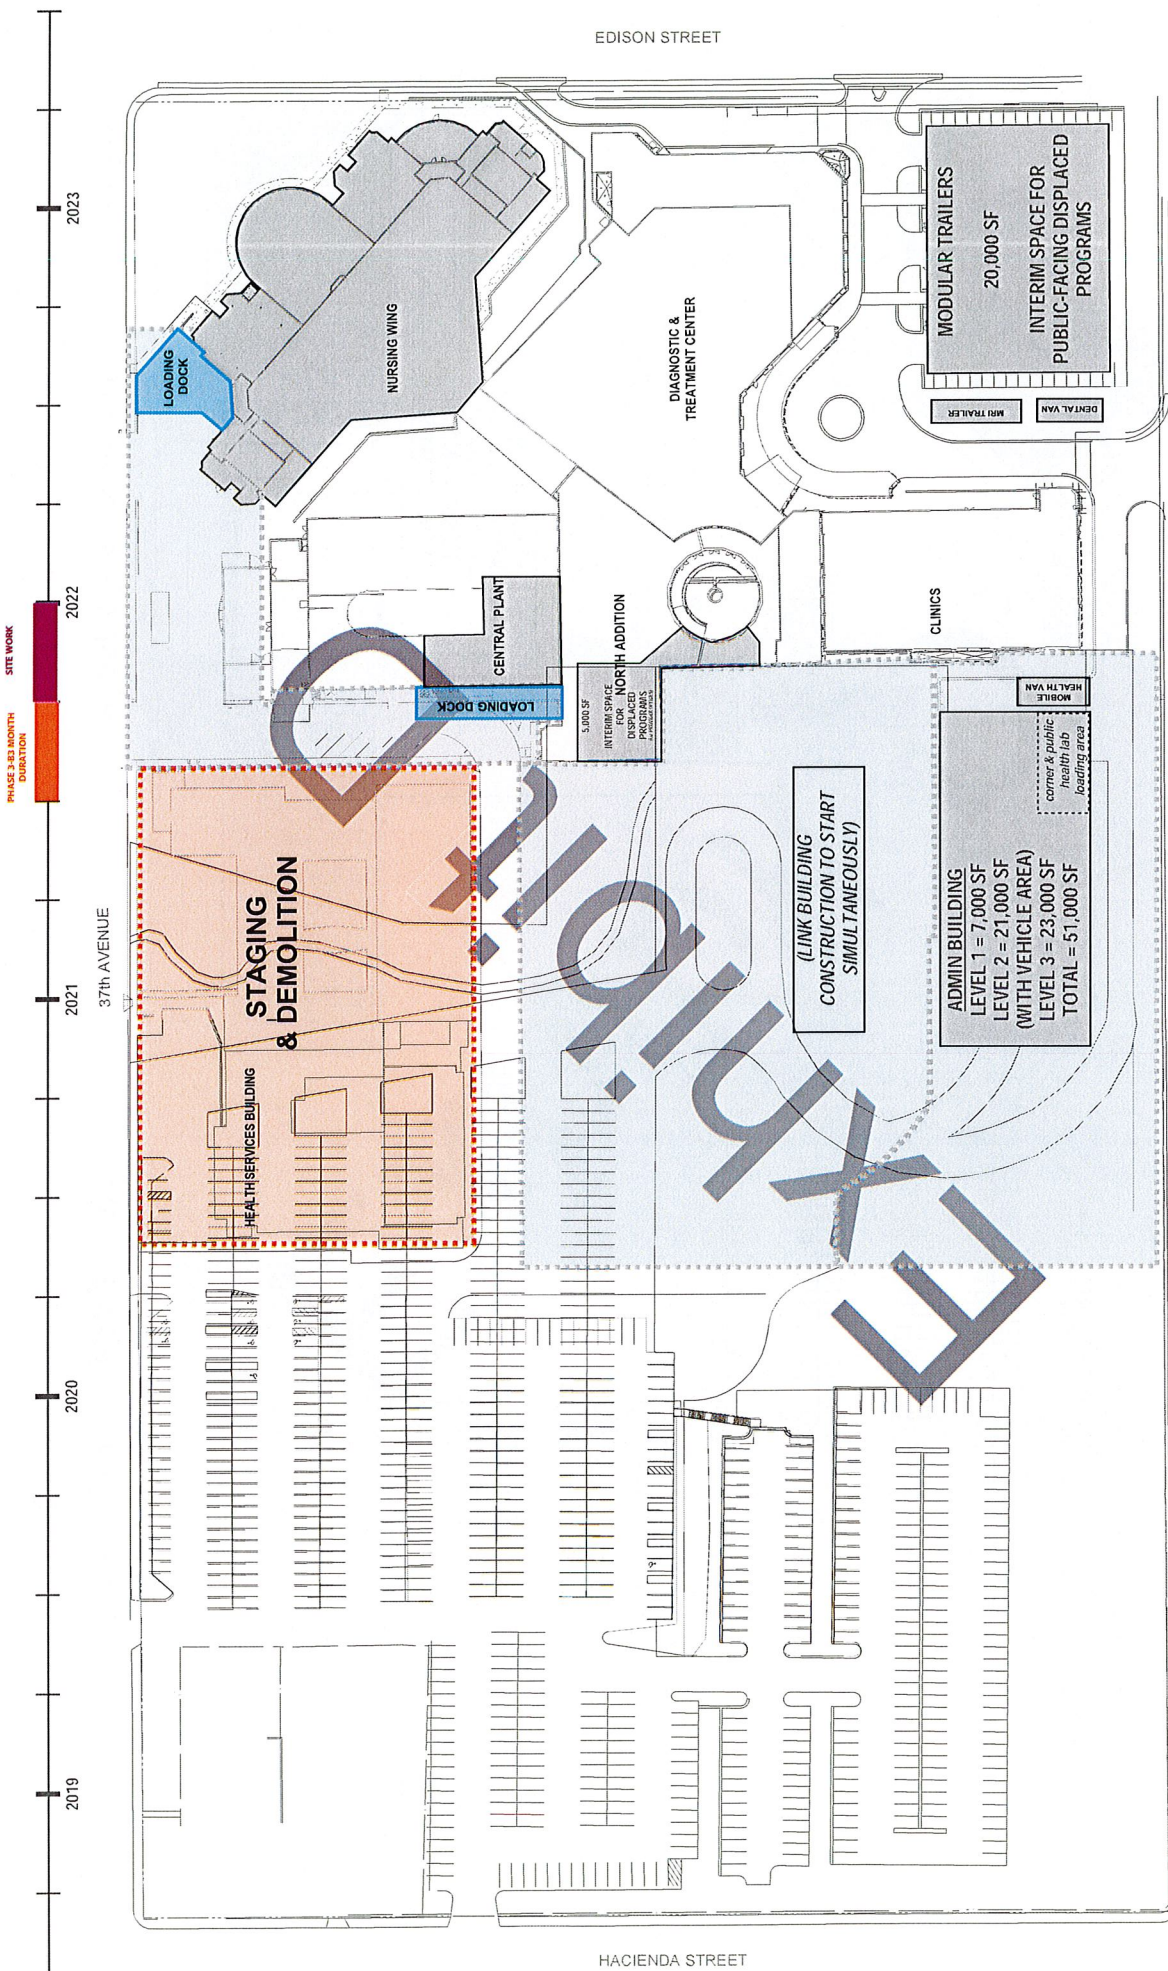 EDISON STREET
PHASE 3-B3 MONTH
DURATION
SITE WORK
2019
2020
2021
2022
2023
37th AVENUE
HACIENDA STREET
LOADING
DOCK
NURSING WING
DIAGNOSTIC &
TREATMENT CENTER
MODULAR TRAILERS
20,000 SF
INTERIM SPACE FOR
PUBLIC-FACING DISPLACED
PROGRAMS
MRI TRAILER
DENTAL VAN
CENTRAL PLANT
LOADING DOCK
NORTH ADDITION
5,000 SF
INTERIM SPACE
FOR
DISPLACED
PROGRAMS
CLINICS
MOBILE
HEALTH VAN
STAGING
& DEMOLITION
HEALTH SERVICES BUILDING
(LINK BUILDING
CONSTRUCTION TO START
SIMULTANEOUSLY)
ADMIN BUILDING
LEVEL 1 = 7,000 SF
LEVEL 2 = 21,000 SF
(WITH VEHICLE AREA)
LEVEL 3 = 23,000 SF
TOTAL = 51,000 SF
corner & public
health lab
loading area
Exhibit D